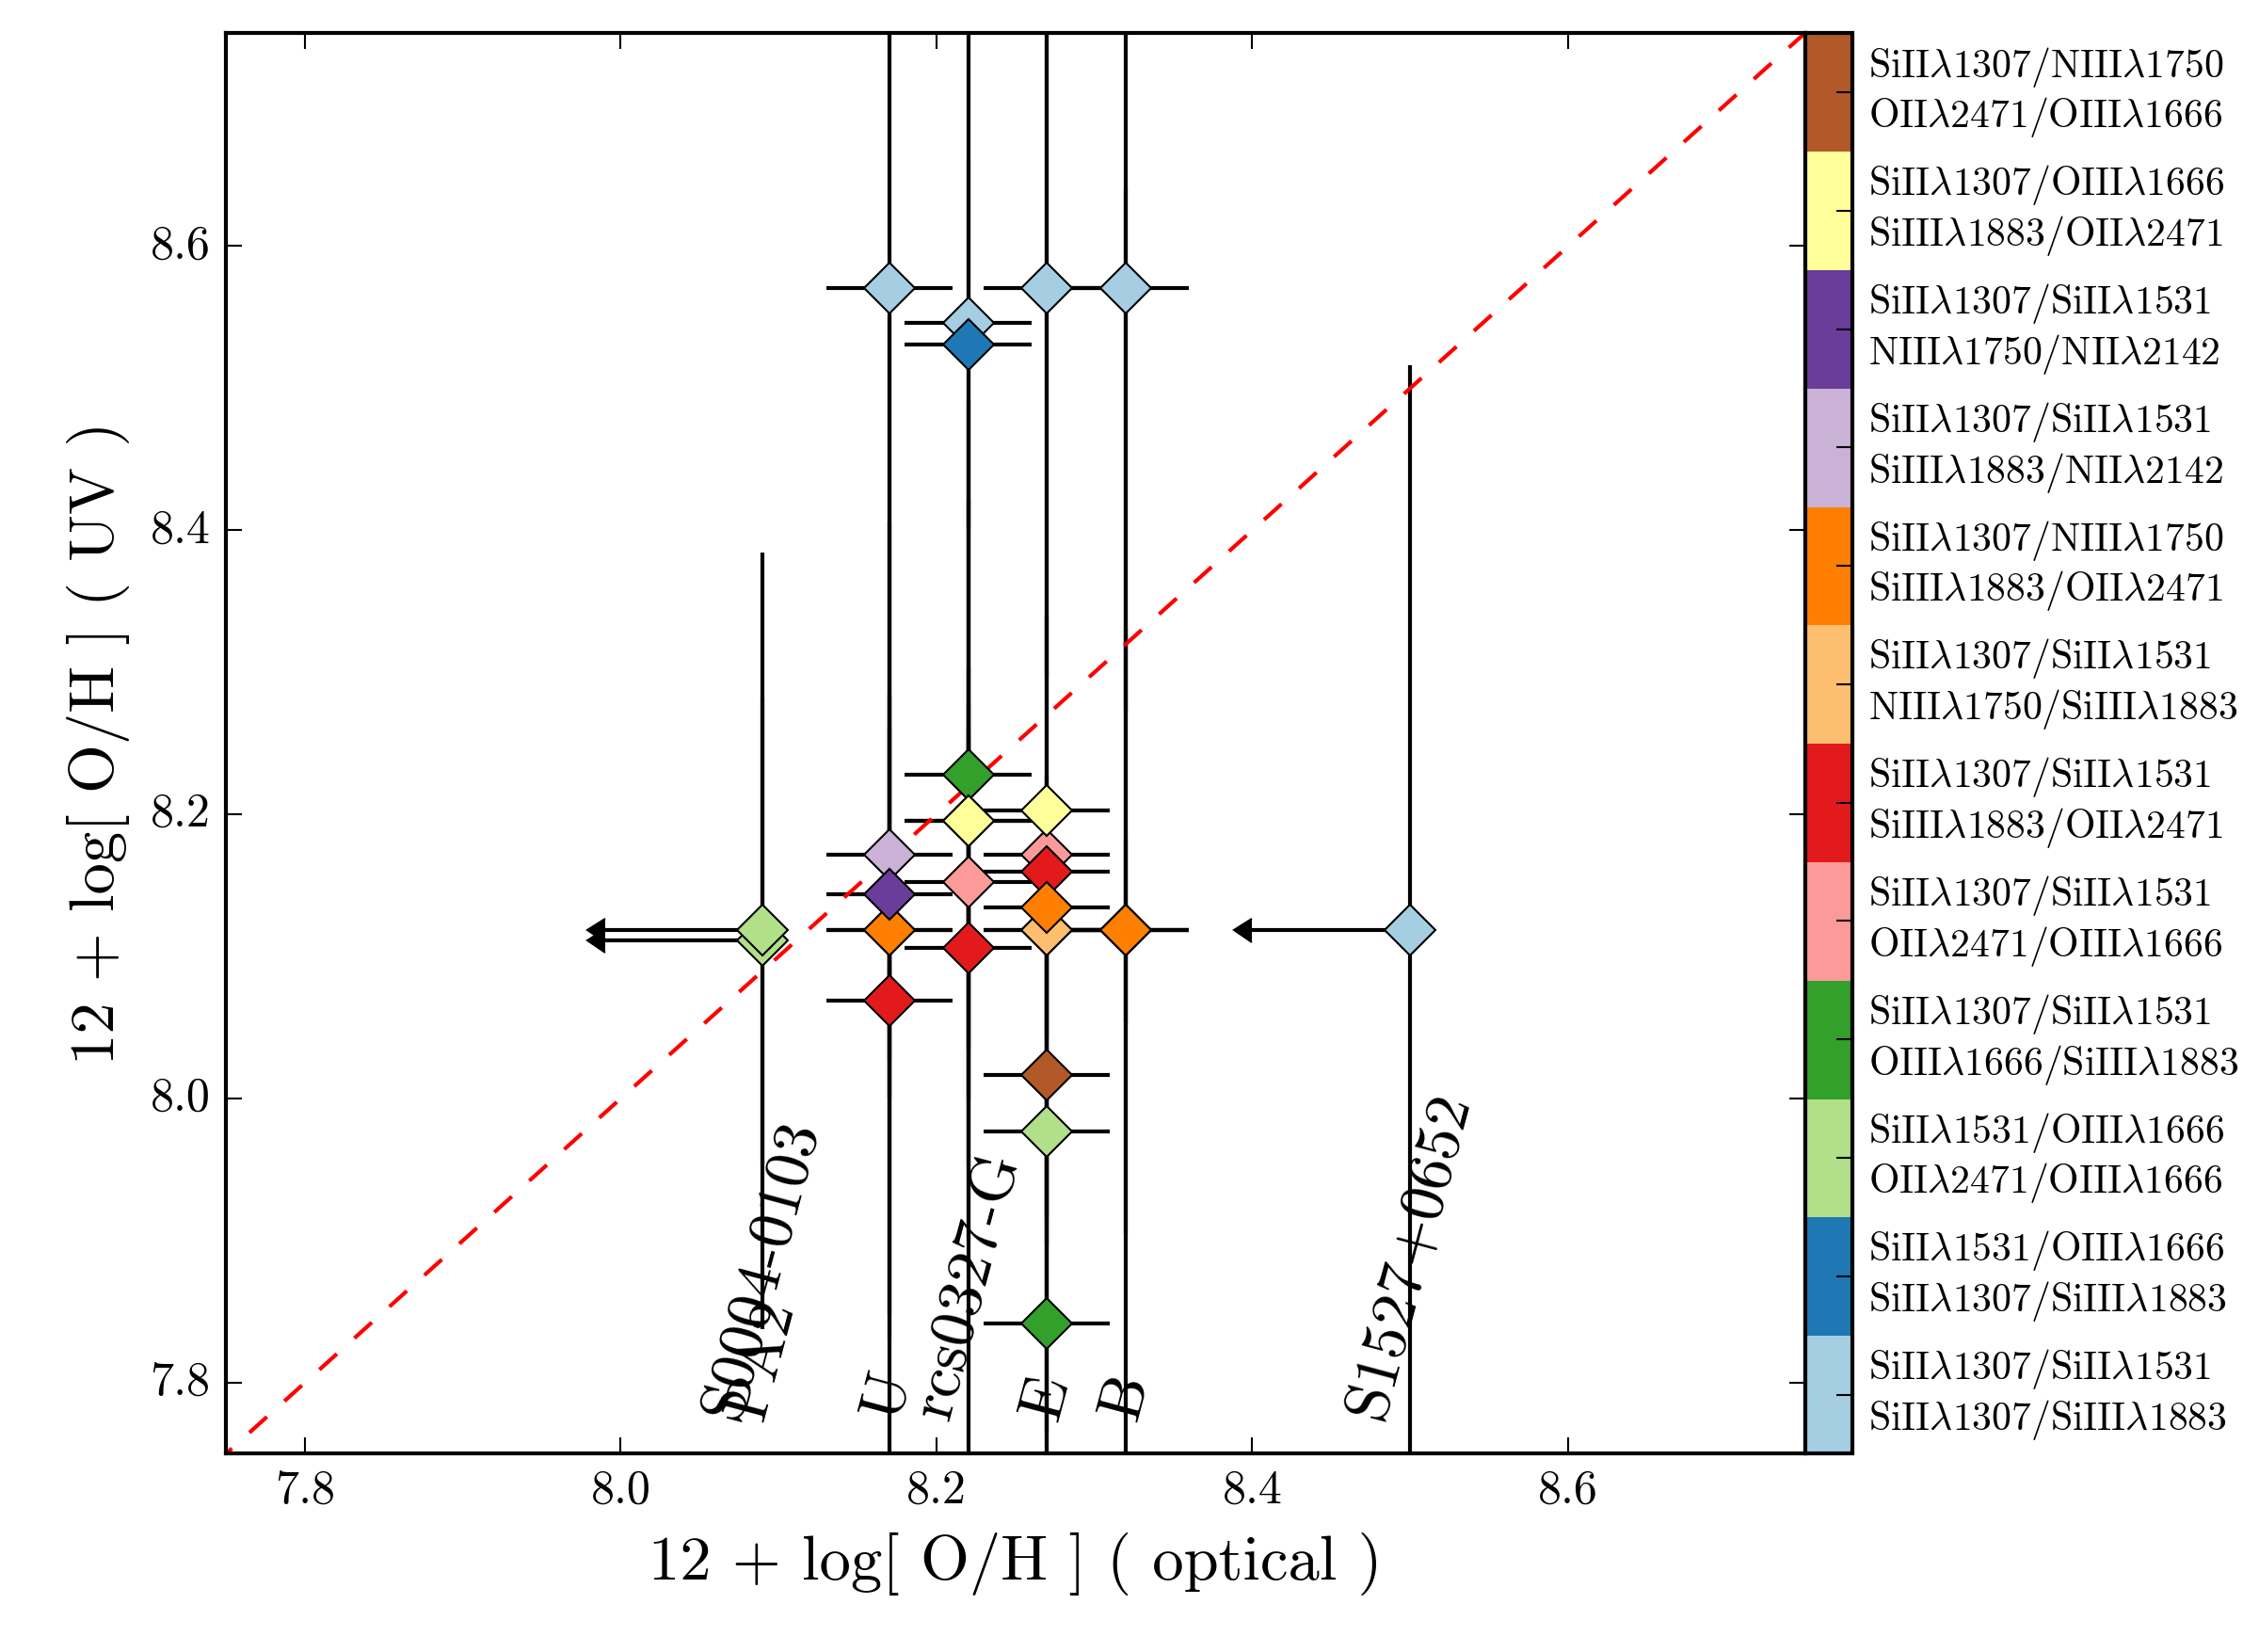 12 + log[ O/H ] ( UV )
8.6
8.4
8.2
8.0
7.8
S0004-0103
P A2
U
rcs0327-G
E
B
S1527+0652
7.8 8.0 8.2 8.4 8.6
12 + log[ O/H ] ( optical )
SiIIλ1307/NIIIλ1750
OIIλ2471/OIIIλ1666
SiIIλ1307/OIIIλ1666
SiIIIλ1883/OIIλ2471
SiIIλ1307/SiIIλ1531
NIIIλ1750/NIIλ2142
SiIIλ1307/SiIIλ1531
SiIIIλ1883/NIIλ2142
SiIIλ1307/NIIIλ1750
SiIIIλ1883/OIIλ2471
SiIIλ1307/SiIIλ1531
NIIIλ1750/SiIIIλ1883
SiIIλ1307/SiIIλ1531
SiIIIλ1883/OIIλ2471
SiIIλ1307/SiIIλ1531
OIIλ2471/OIIIλ1666
SiIIλ1307/SiIIλ1531
OIIIλ1666/SiIIIλ1883
SiIIλ1531/OIIIλ1666
OIIλ2471/OIIIλ1666
SiIIλ1531/OIIIλ1666
SiIIλ1307/SiIIIλ1883
SiIIλ1307/SiIIλ1531
SiIIλ1307/SiIIIλ1883